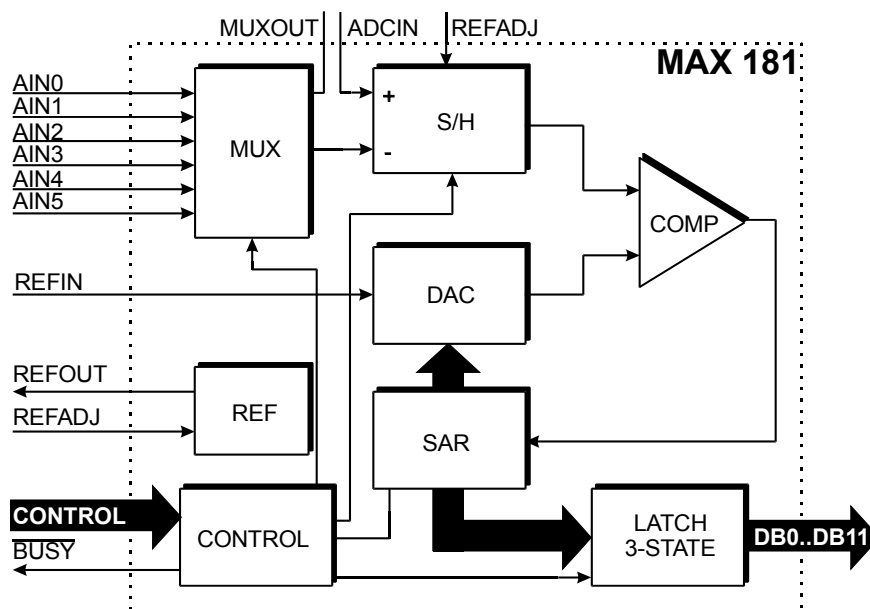 MUXOUT ADCIN REFADJ
MAX 181
AIN0
AIN1
AIN2
AIN3
AIN4
AIN5
MUX
+
-
S/H
COMP
REFIN
DAC
REFOUT
REFADJ
REF
SAR
CONTROL
BUSY
CONTROL
LATCH
3-STATE
DB0..DB11